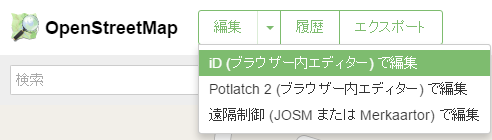 OpenStreetMap 編集 履歴 エクスポート
iD (ブラウザー内エディター) で編集
検索
Potlatch 2 (ブラウザー内エディター) で編集
遠隔制御 (JOSM または Merkaartor) で編集